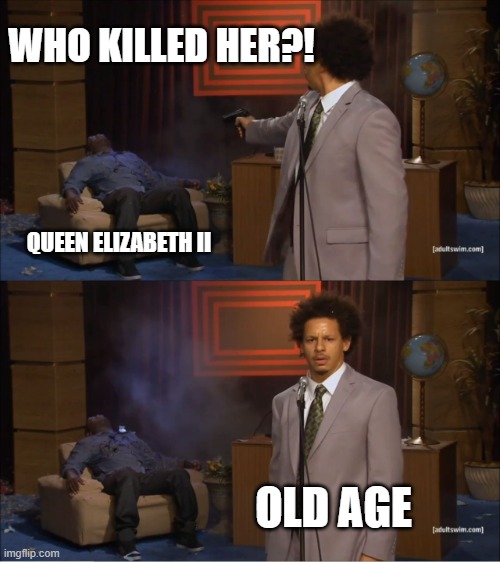 WHO KILLED HER?!
QUEEN ELIZABETH II
[adultswim.com]
OLD AGE
[adultswim.com]
imgflip.com